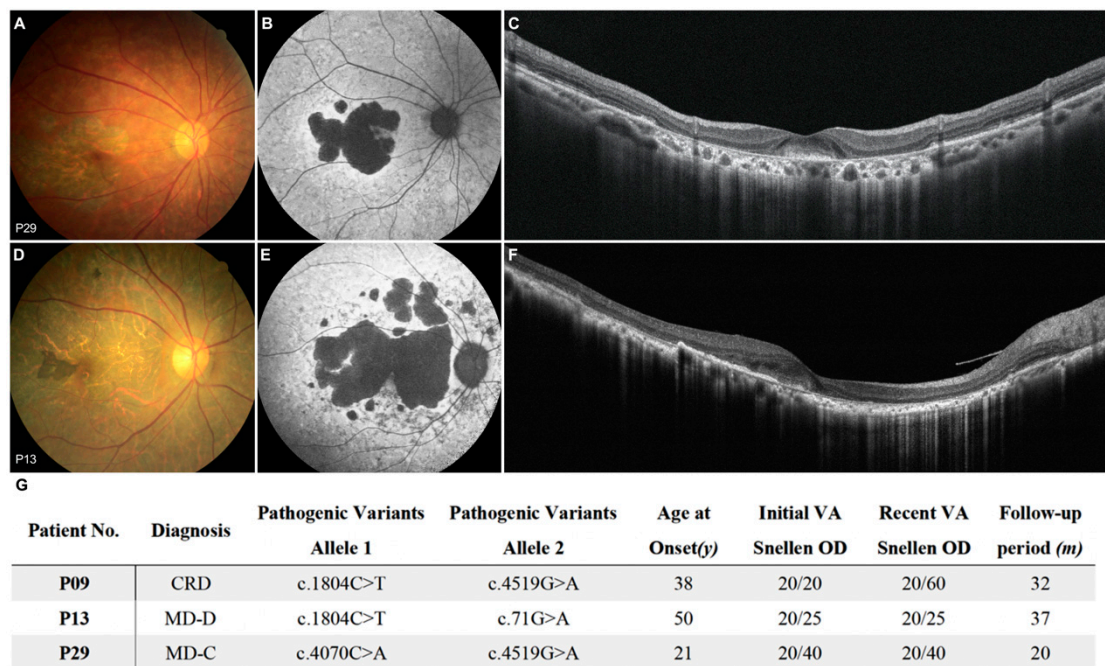 A B C
P29
D E F
P13
G
Patient No. Diagnosis Pathogenic Variants Allele 1 Pathogenic Variants Allele 2 Age at Onset(y) Initial VA Snellen OD Recent VA Snellen OD Follow-up period (m)
P09 CRD c.1804C>T c.4519G>A 38 20/20 20/60 32
P13 MD-D c.1804C>T c.71G>A 50 20/25 20/25 37
P29 MD-C c.4070C>A c.4519G>A 21 20/40 20/40 20